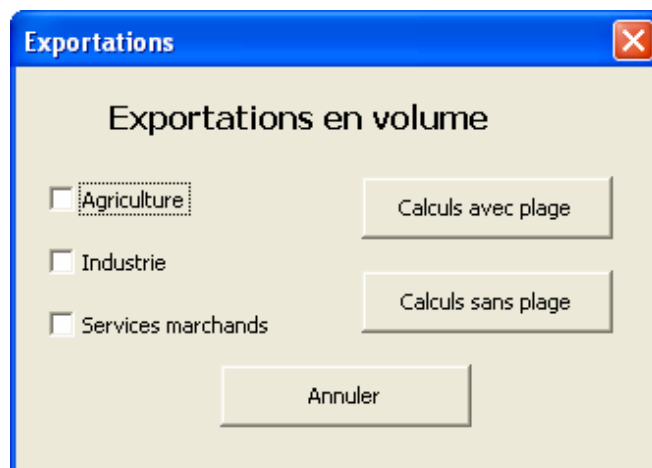 Exportations
Exportations en volume
Agriculture
Calculs avec plage
Industrie
Calculs sans plage
Services marchands
Annuler